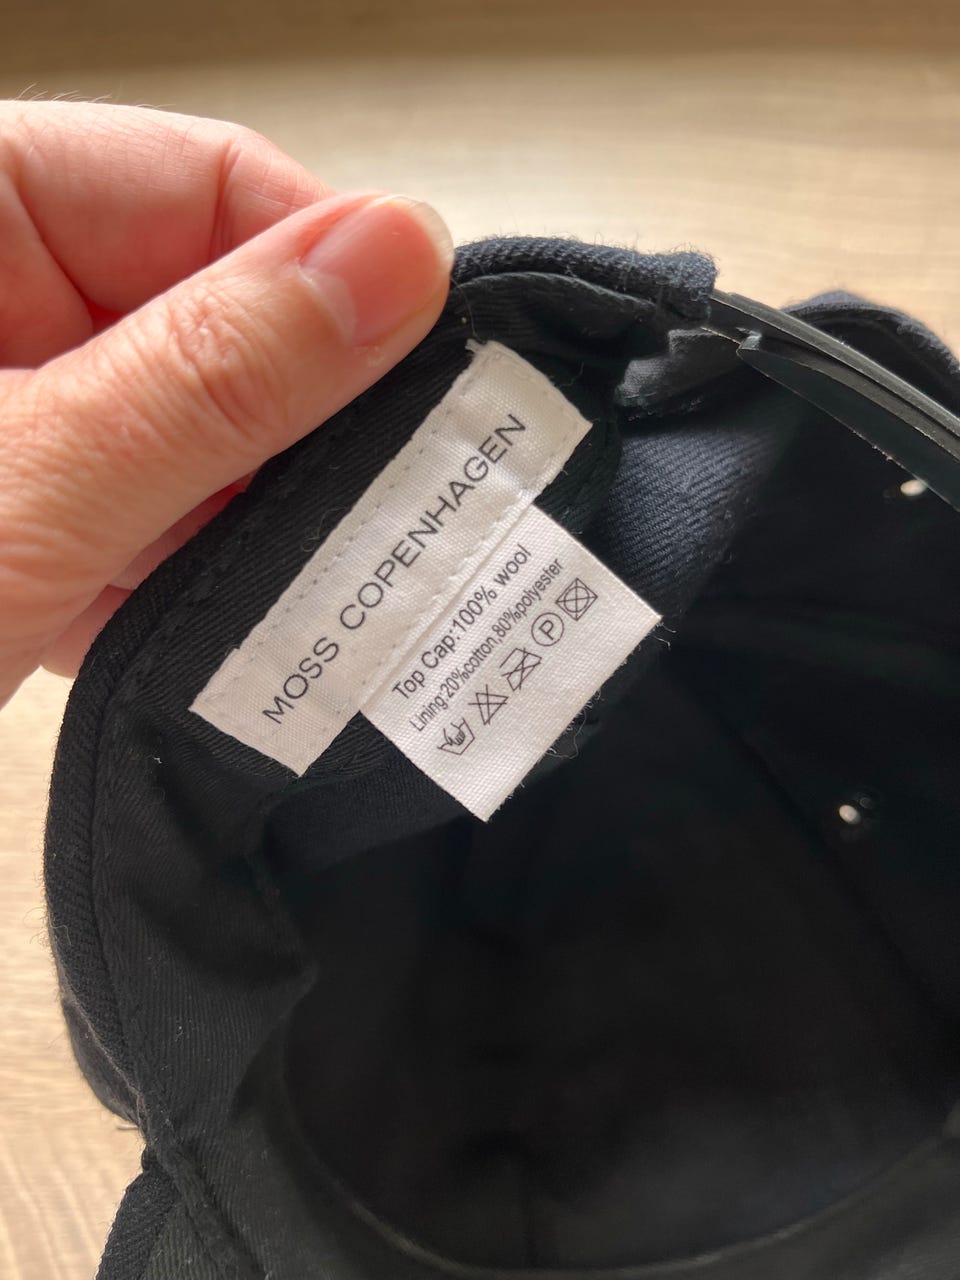 MOSS COPENHAGEN
Top Cap:100% wool
Lining:20%cotton,80%polyester
P